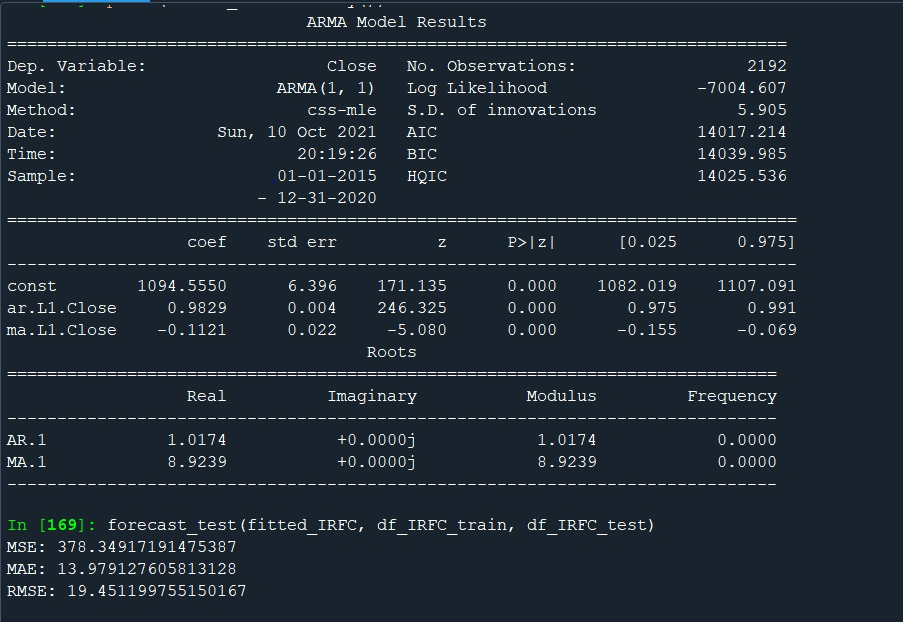 ARMA Model Results
==============================================================================
Dep. Variable:                  Close   No. Observations:                 2192
Model:                     ARMA(1, 1)   Log Likelihood               -7004.607
Method:                       css-mle   S.D. of innovations              5.905
Date:                Sun, 10 Oct 2021   AIC                          14017.214
Time:                        20:19:26   BIC                          14039.985
Sample:                    01-01-2015   HQIC                         14025.536
                         - 12-31-2020
===============================================================================
                  coef    std err          z      P>|z|      [0.025      0.975]
-------------------------------------------------------------------------------
const        1094.5550      6.396    171.135      0.000    1082.019    1107.091
ar.L1.Close     0.9829      0.004    246.325      0.000       0.975       0.991
ma.L1.Close    -0.1121      0.022     -5.080      0.000      -0.155      -0.069
                                    Roots
=============================================================================
                  Real          Imaginary           Modulus         Frequency
-----------------------------------------------------------------------------
AR.1            1.0174           +0.0000j            1.0174            0.0000
MA.1            8.9239           +0.0000j            8.9239            0.0000
-----------------------------------------------------------------------------
In [169]: forecast_test(fitted_IRFC, df_IRFC_train, df_IRFC_test)
MSE: 378.34917191475387
MAE: 13.979127605813128
RMSE: 19.451199755150167